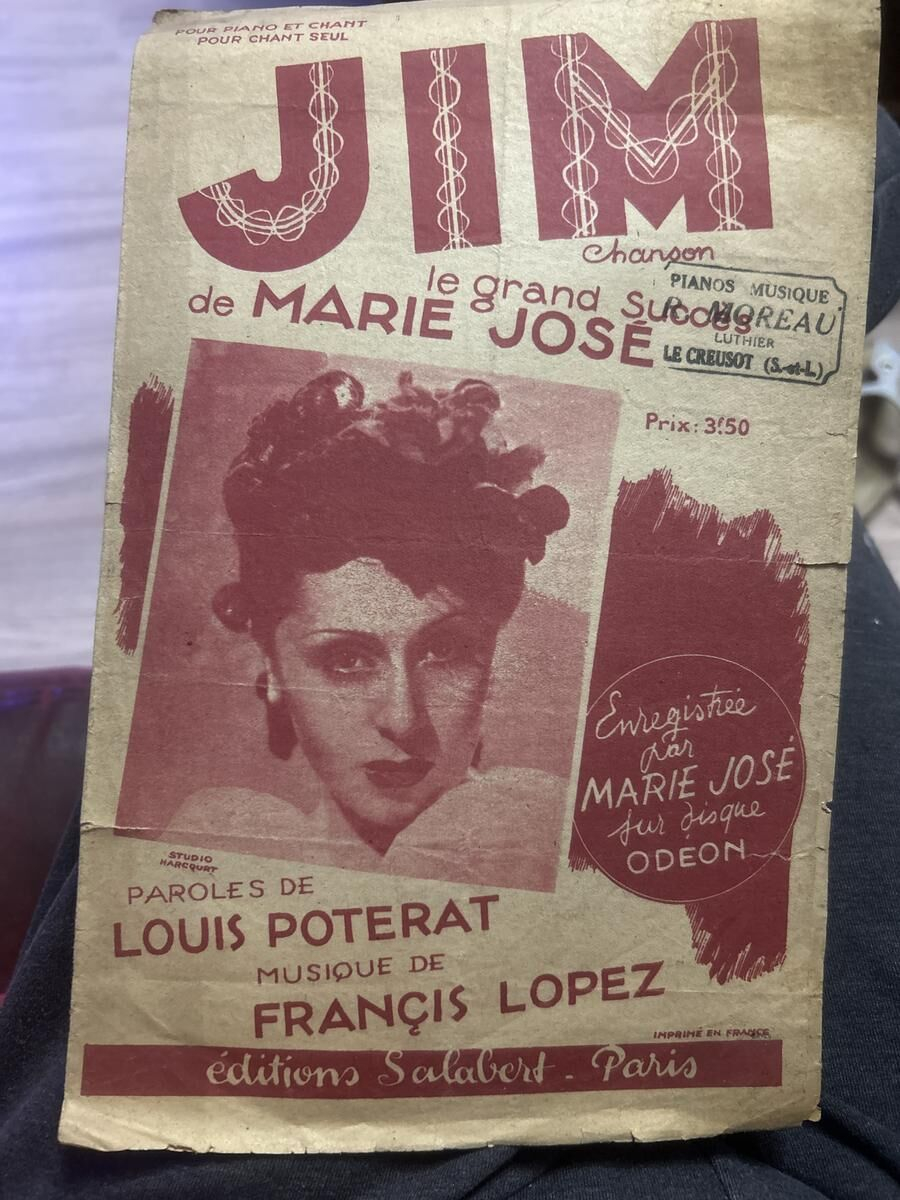 POUR PIANO ET CHANT
POUR CHANT SEUL
JIM
Chanson
le grand Succès
de MARIE JOSÉ
PIANOS MUSIQUE
R. MOREAU
LUTHIER
LE CREUSOT (S.-et-L.)
Prix: 3f50
Enregistrée
par
MARIE JOSÉ
sur disque
ODÉON
STUDIO
HARCOURT
PAROLES DE
LOUIS POTERAT
MUSIQUE DE
FRANÇIS LOPEZ
IMPRIMÉ EN FRANCE
éditions Salabert - Paris